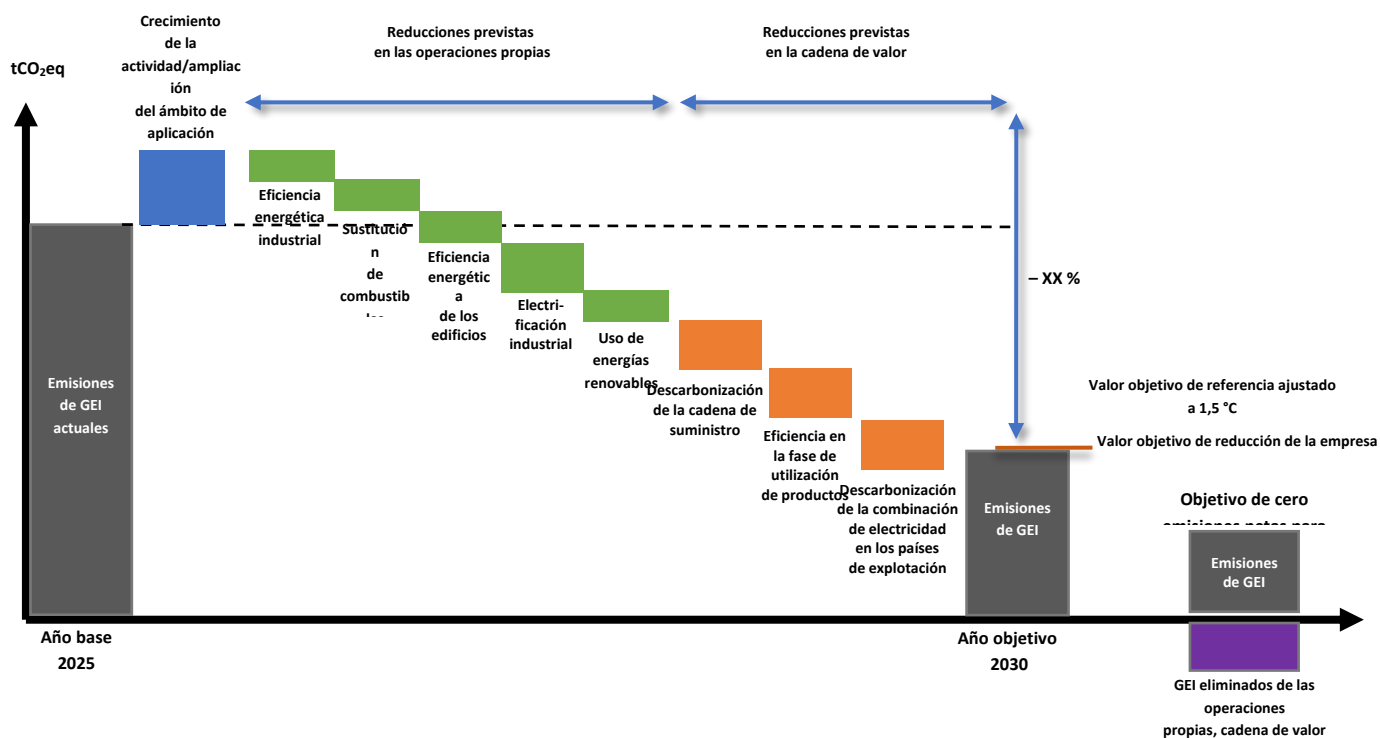 Crecimiento
de la
actividad/ampliac
ión
del ámbito de
aplicación
Reducciones previstas
en las operaciones propias
Reducciones previstas
en la cadena de valor
tCO₂eq
Eficiencia
energética
industrial
Sustitució
n
de
combustib
Eficiencia
energétic
a
de los
edificios
Electri-
ficación
industrial
Uso de
energías
renovables
Descarbonización
de la cadena de
suministro
Eficiencia en
la fase de
utilización
de productos
Descarbonización
de la combinación
de electricidad
en los países
de explotación
– XX %
Emisiones
de GEI
actuales
Valor objetivo de referencia ajustado
a 1,5 °C
Valor objetivo de reducción de la empresa
Emisiones
de GEI
Objetivo de cero
Emisiones
de GEI
Año base
2025
Año objetivo
2030
GEI eliminados de las
operaciones
propias, cadena de valor